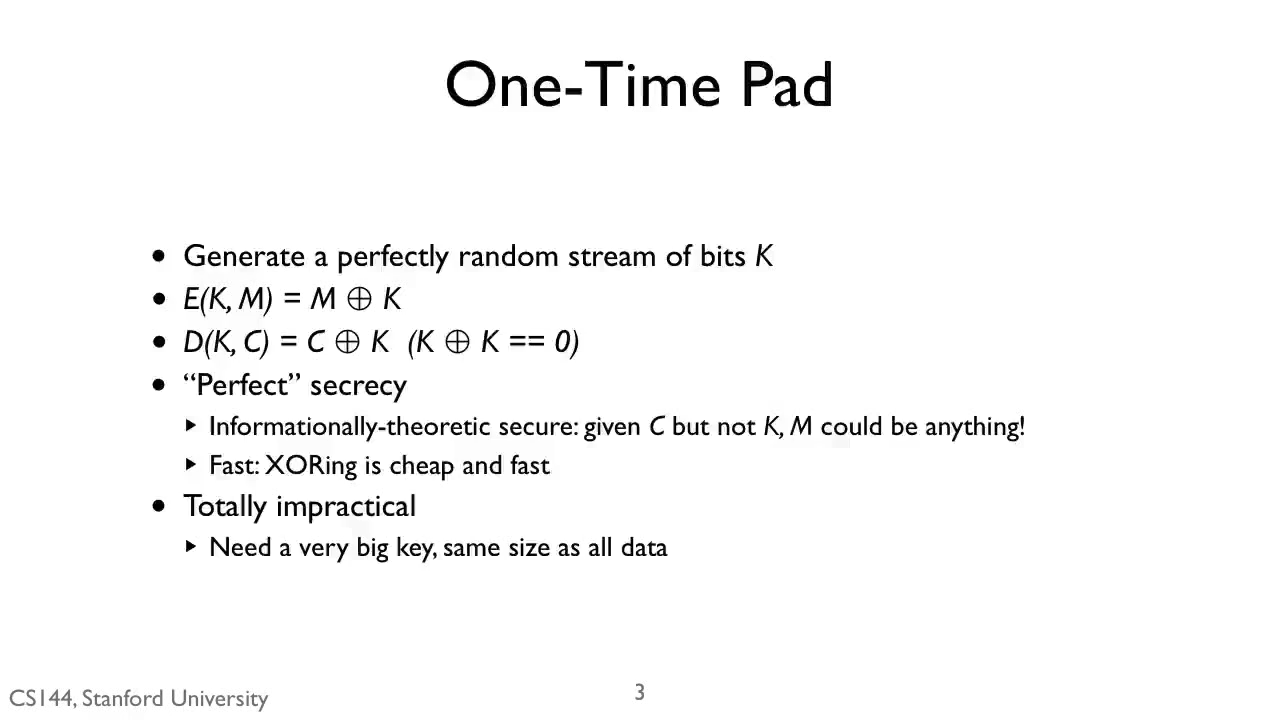 One-Time Pad
• Generate a perfectly random stream of bits K
• E(K, M) = M ⊕ K
• D(K, C) = C ⊕ K (K ⊕ K == 0)
• “Perfect” secrecy
‣ Informationally-theoretic secure: given C but not K, M could be anything!
‣ Fast: XORing is cheap and fast
• Totally impractical
‣ Need a very big key, same size as all data
CS144, Stanford University
3